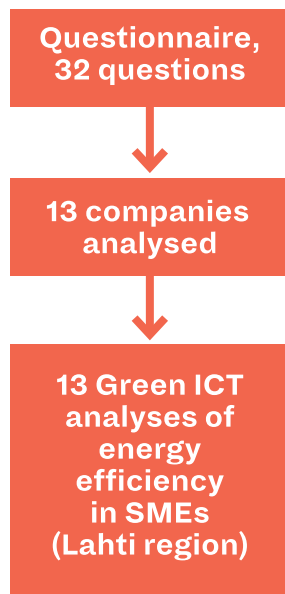 Questionnaire,
32 questions
13 companies
analysed
13 Green ICT
analyses of
energy
efficiency
in SMEs
(Lahti region)